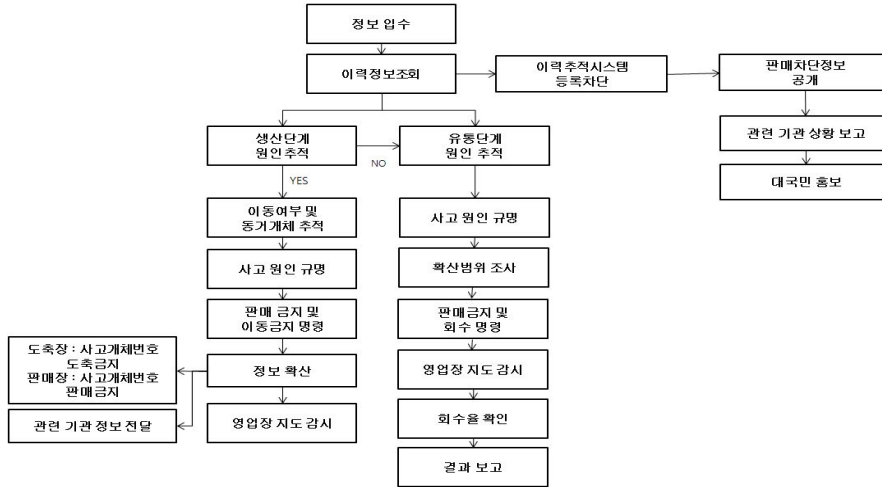 정보 입수
이력정보조회
이력추적시스템
등록차단
판매차단정보
공개
관련 기관 상황 보고
대국민 홍보
생산단계
원인추적
NO
유통단계
원인 추적
YES
이동여부 및
동거개체 추적
사고 원인 규명
판매 금지 및
이동금지 명령
정보 확산
영업장 지도 감시
도축장 : 사고개체번호
도축금지
판매장 : 사고개체번호
판매금지
관련 기관 정보 전달
사고 원인 규명
확산범위 조사
판매금지 및
회수 명령
영업장 지도 감시
회수율 확인
결과 보고